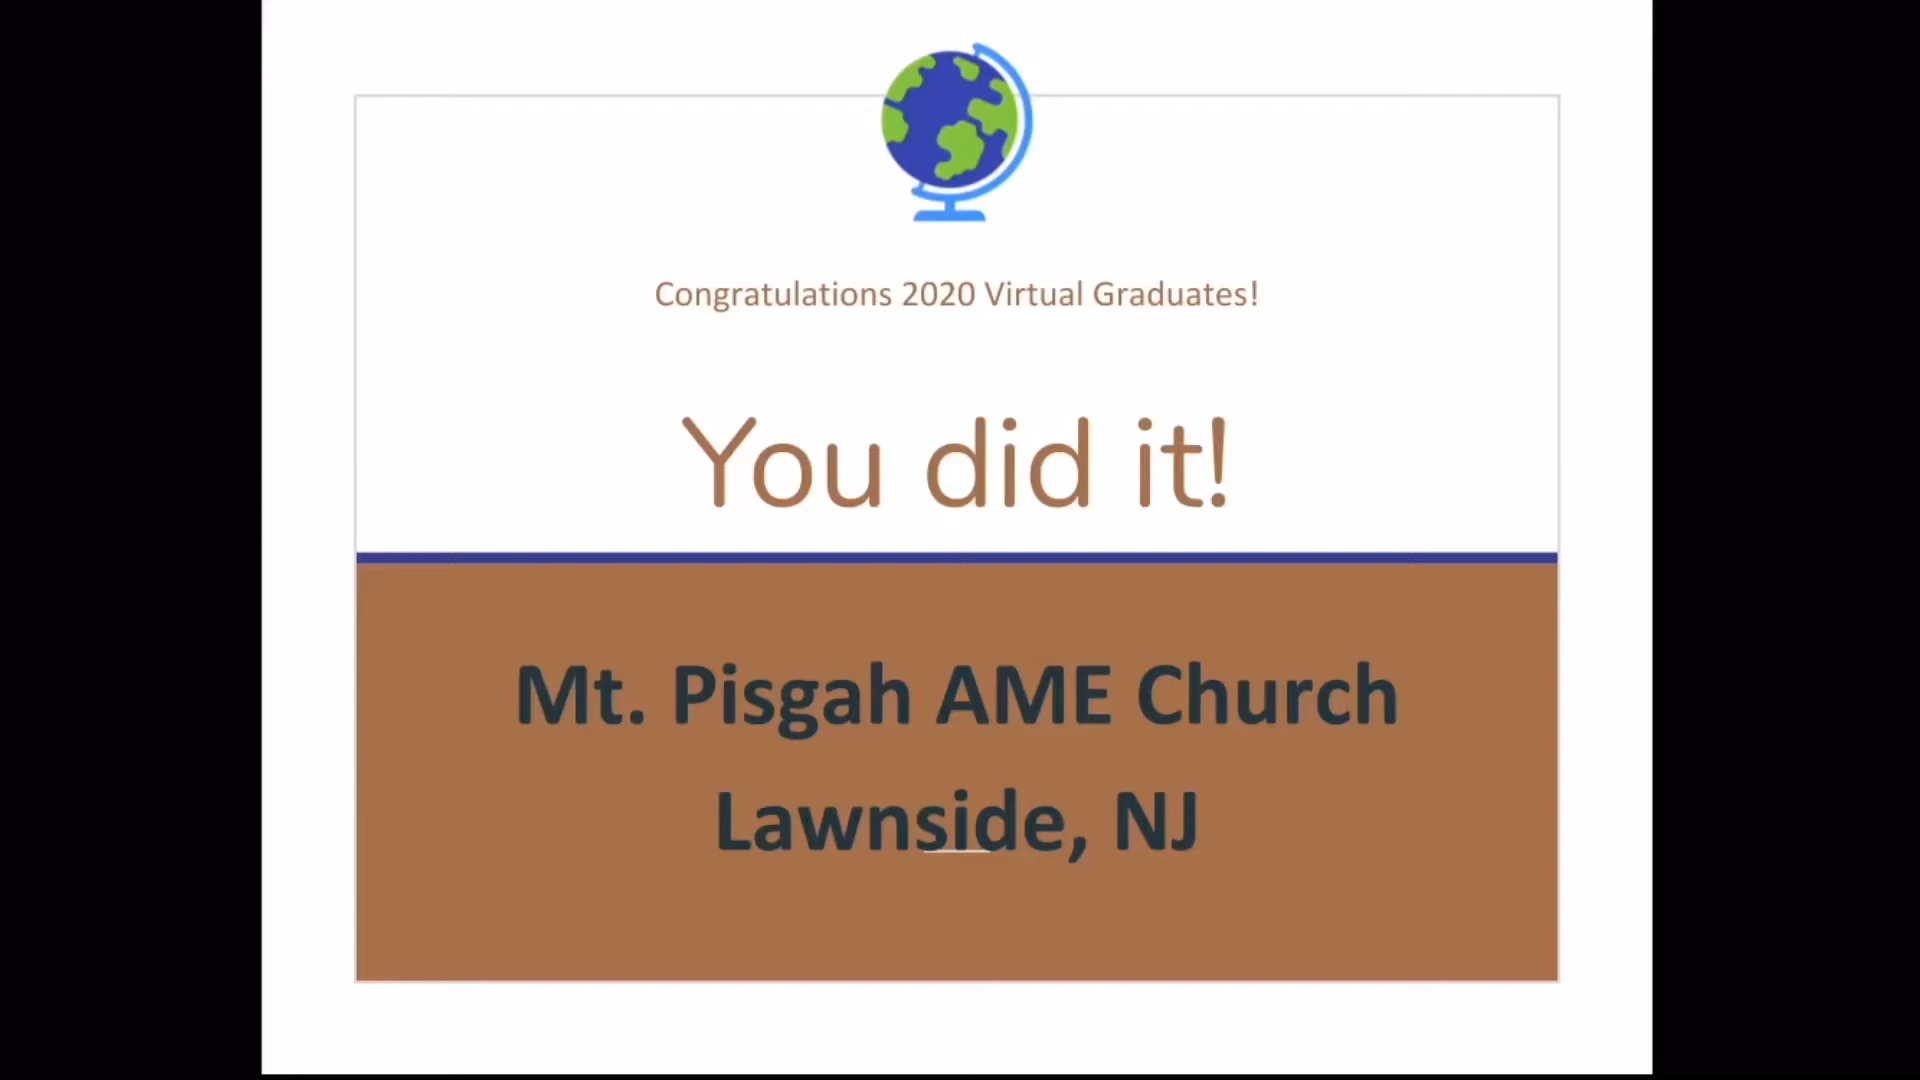 Congratulations 2020 Virtual Graduates!
You did it!
Mt. Pisgah AME Church
Lawnside, NJ